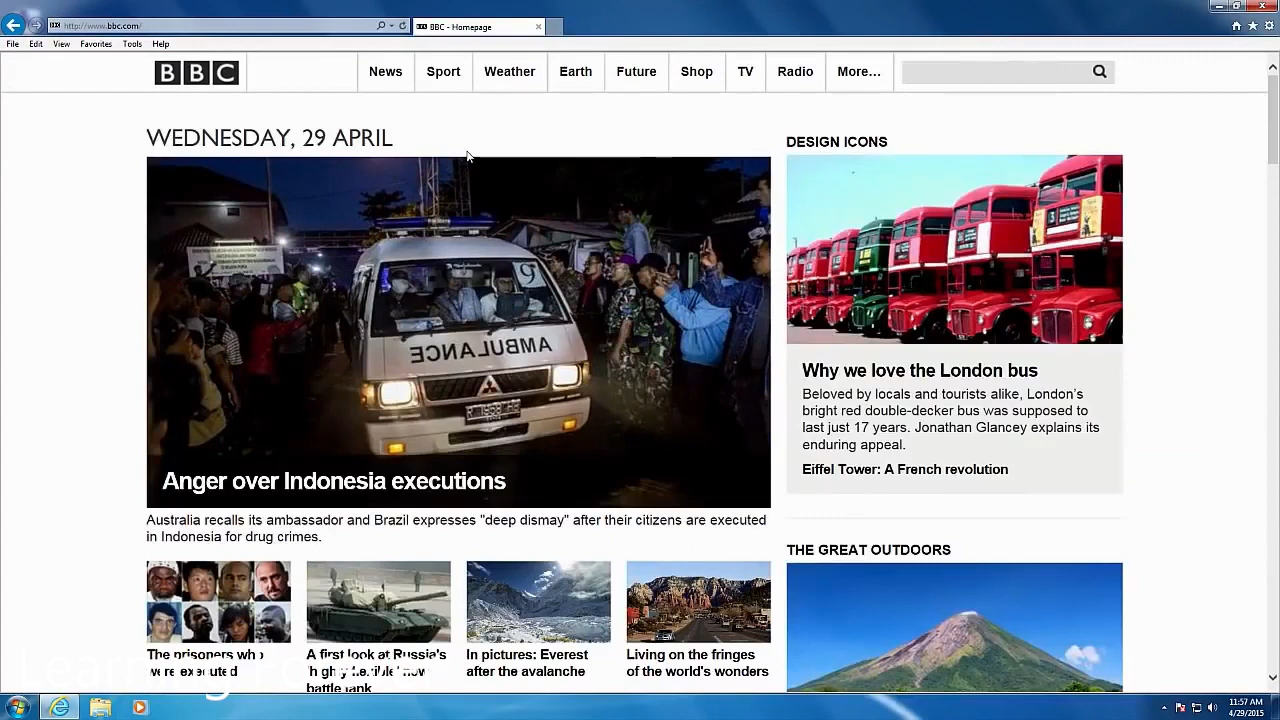 http://www.bbc.com/
BBC - Homepage
File Edit View Favorites Tools Help
BBC
News Sport Weather Earth Future Shop TV Radio More...
WEDNESDAY, 29 APRIL
AMBULANCE
Anger over Indonesia executions
Australia recalls its ambassador and Brazil expresses "deep dismay" after their citizens are executed
in Indonesia for drug crimes.
The prisoners who
were executed
A first look at Russia's
battle tank
In pictures: Everest
after the avalanche
Living on the fringes
of the world's wonders
DESIGN ICONS
Why we love the London bus
Beloved by locals and tourists alike, London's
bright red double-decker bus was supposed to
last just 17 years. Jonathan Glancey explains its
enduring appeal.
Eiffel Tower: A French revolution
THE GREAT OUTDOORS
11:57 AM
4/29/2015